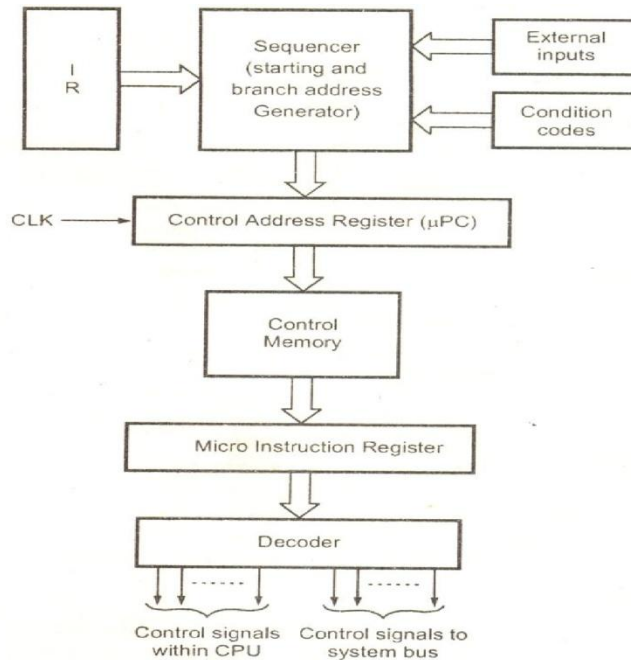 I
R
Sequencer
(starting and
branch address
Generator)
External
inputs
Condition
codes
CLK
Control Address Register (µPC)
Control
Memory
Micro Instruction Register
Decoder
Control signals
within CPU
Control signals to
system bus